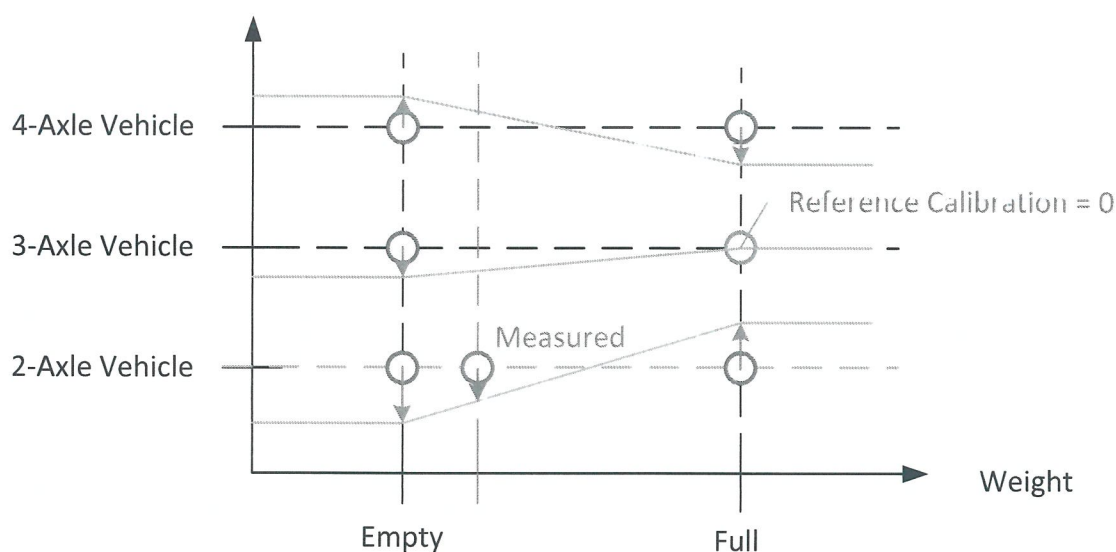 4-Axle Vehicle
Reference Calibration = 0
3-Axle Vehicle
Measured
2-Axle Vehicle
Weight
Empty
Full